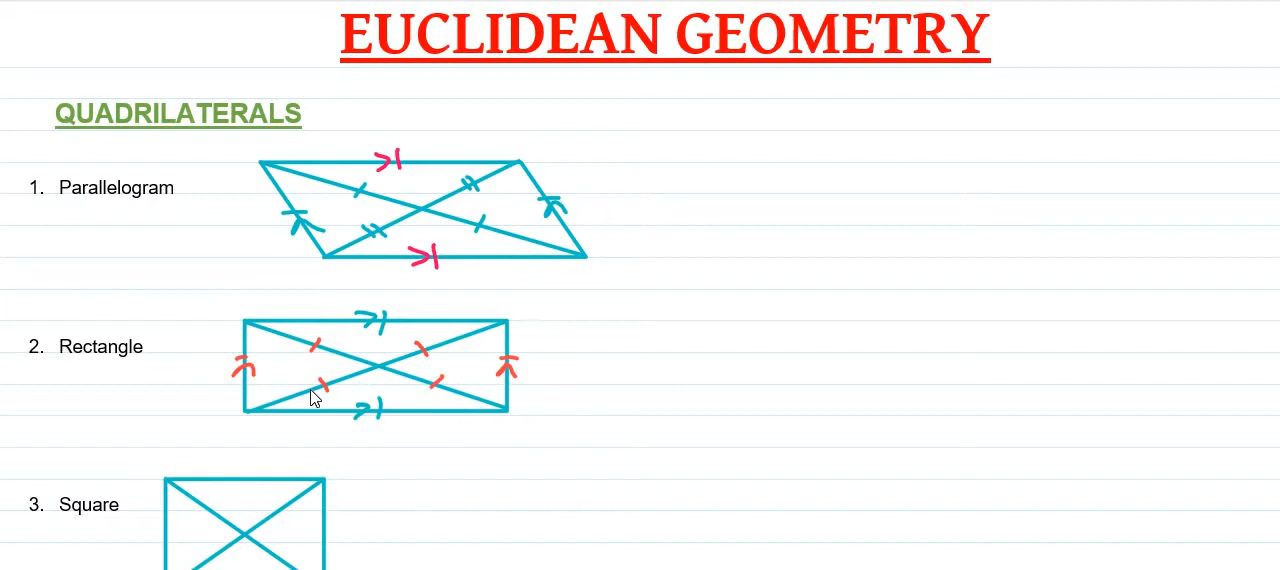 EUCLIDEAN GEOMETRY
QUADRILATERALS
1. Parallelogram
2. Rectangle
3. Square